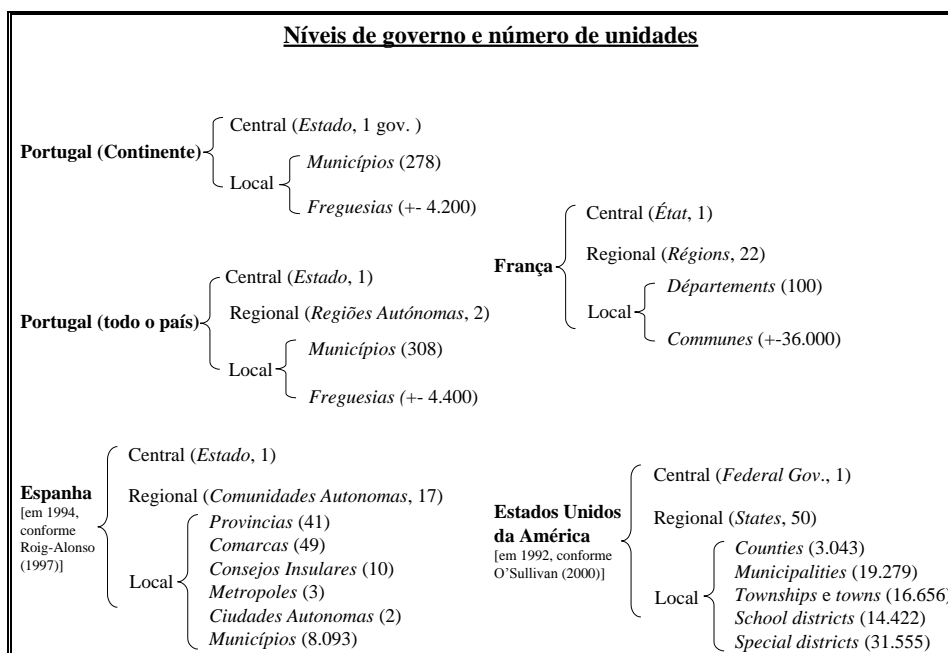 Níveis de governo e número de unidades
Portugal (Continente)
Central (Estado, 1 gov. )
Local
Municípios (278)
Freguesias (+- 4.200)
Portugal (todo o país)
Central (Estado, 1)
Regional (Regiões Autónomas, 2)
Local
Municípios (308)
Freguesias (+- 4.400)
França
Central (État, 1)
Regional (Régions, 22)
Local
Départements (100)
Communes (+-36.000)
Espanha
[em 1994,
conforme
Roig-Alonso
(1997)]
Central (Estado, 1)
Regional (Comunidades Autonomas, 17)
Local
Provincias (41)
Comarcas (49)
Consejos Insulares (10)
Metropoles (3)
Ciudades Autonomas (2)
Municípios (8.093)
Estados Unidos
da América
[em 1992, conforme
O’Sullivan (2000)]
Central (Federal Gov., 1)
Regional (States, 50)
Local
Counties (3.043)
Municipalities (19.279)
Townships e towns (16.656)
School districts (14.422)
Special districts (31.555)